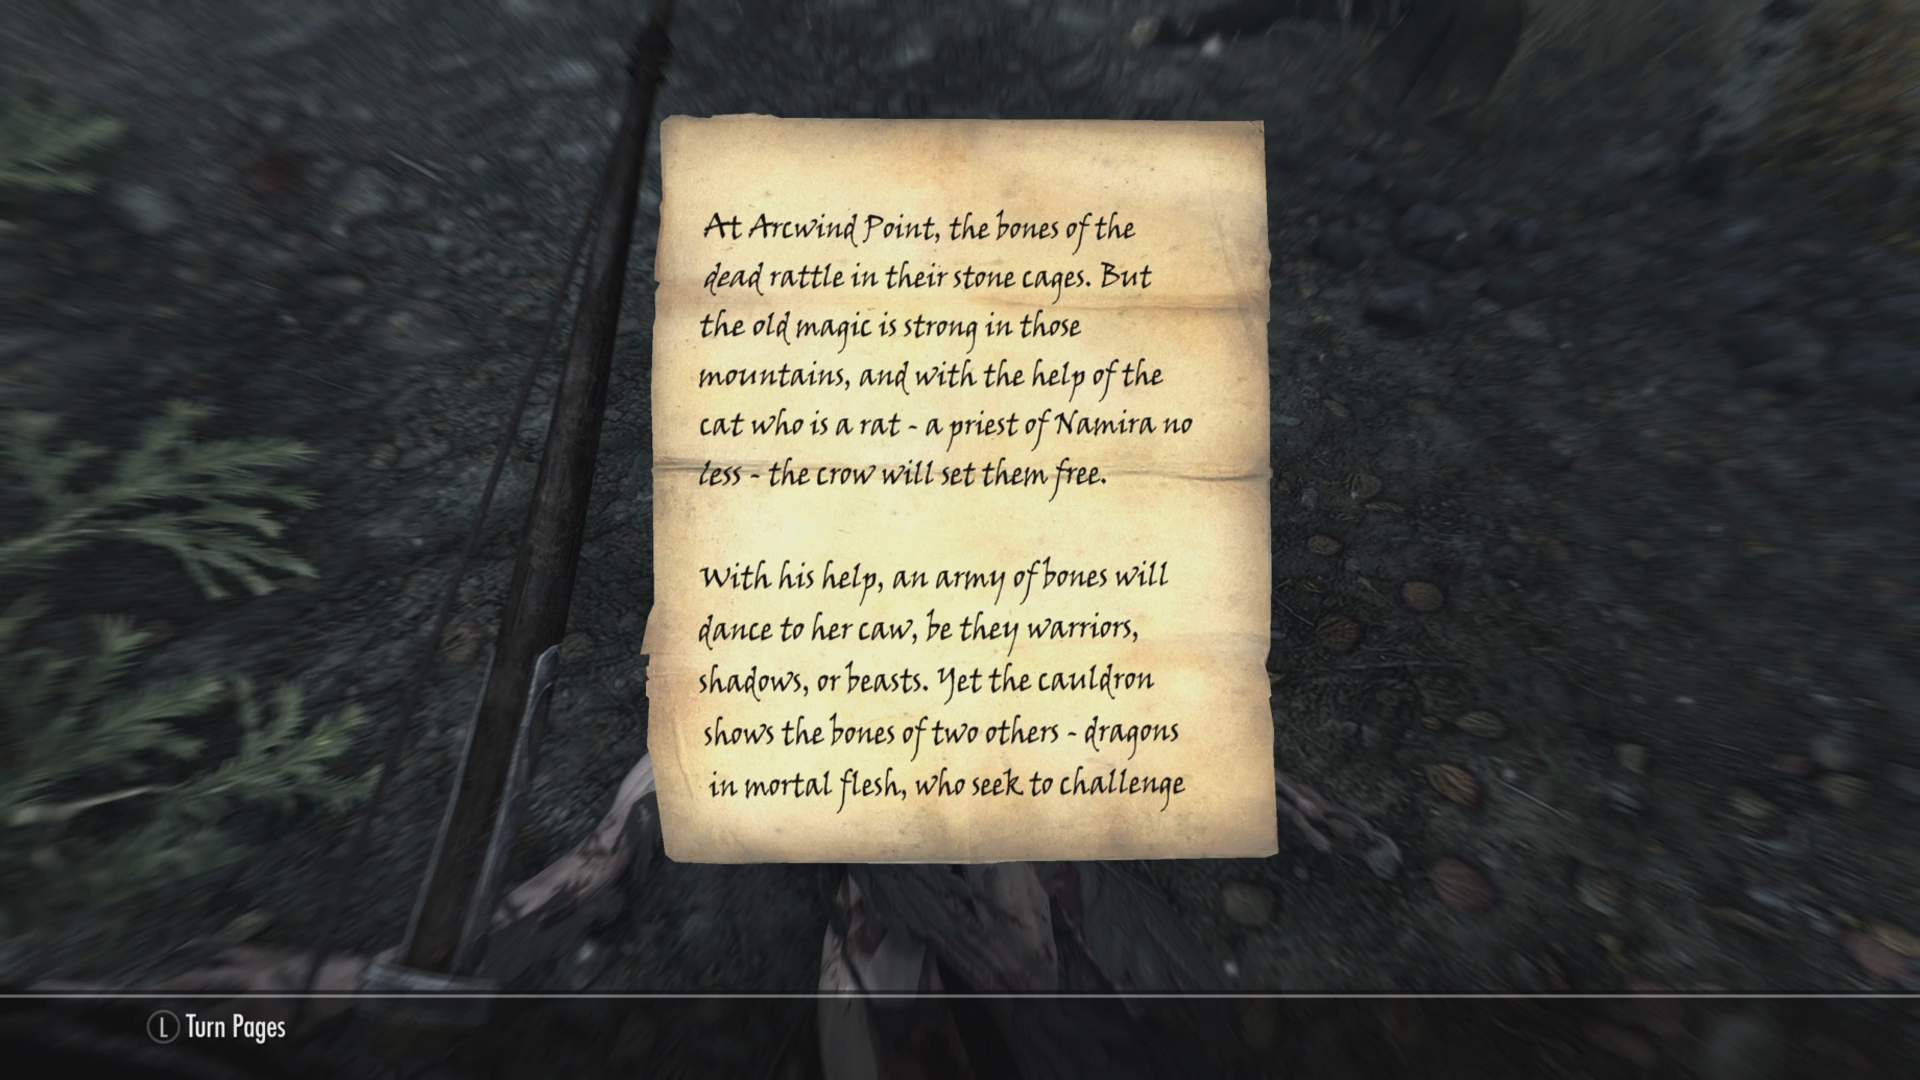 At Arcwind Point, the bones of the
dead rattle in their stone cages. But
the old magic is strong in those
mountains, and with the help of the
cat who is a rat - a priest of Namira no
less - the crow will set them free.
With his help, an army of bones will
dance to her caw, be they warriors,
shadows, or beasts. Yet the cauldron
shows the bones of two others - dragons
in mortal flesh, who seek to challenge
L Turn Pages